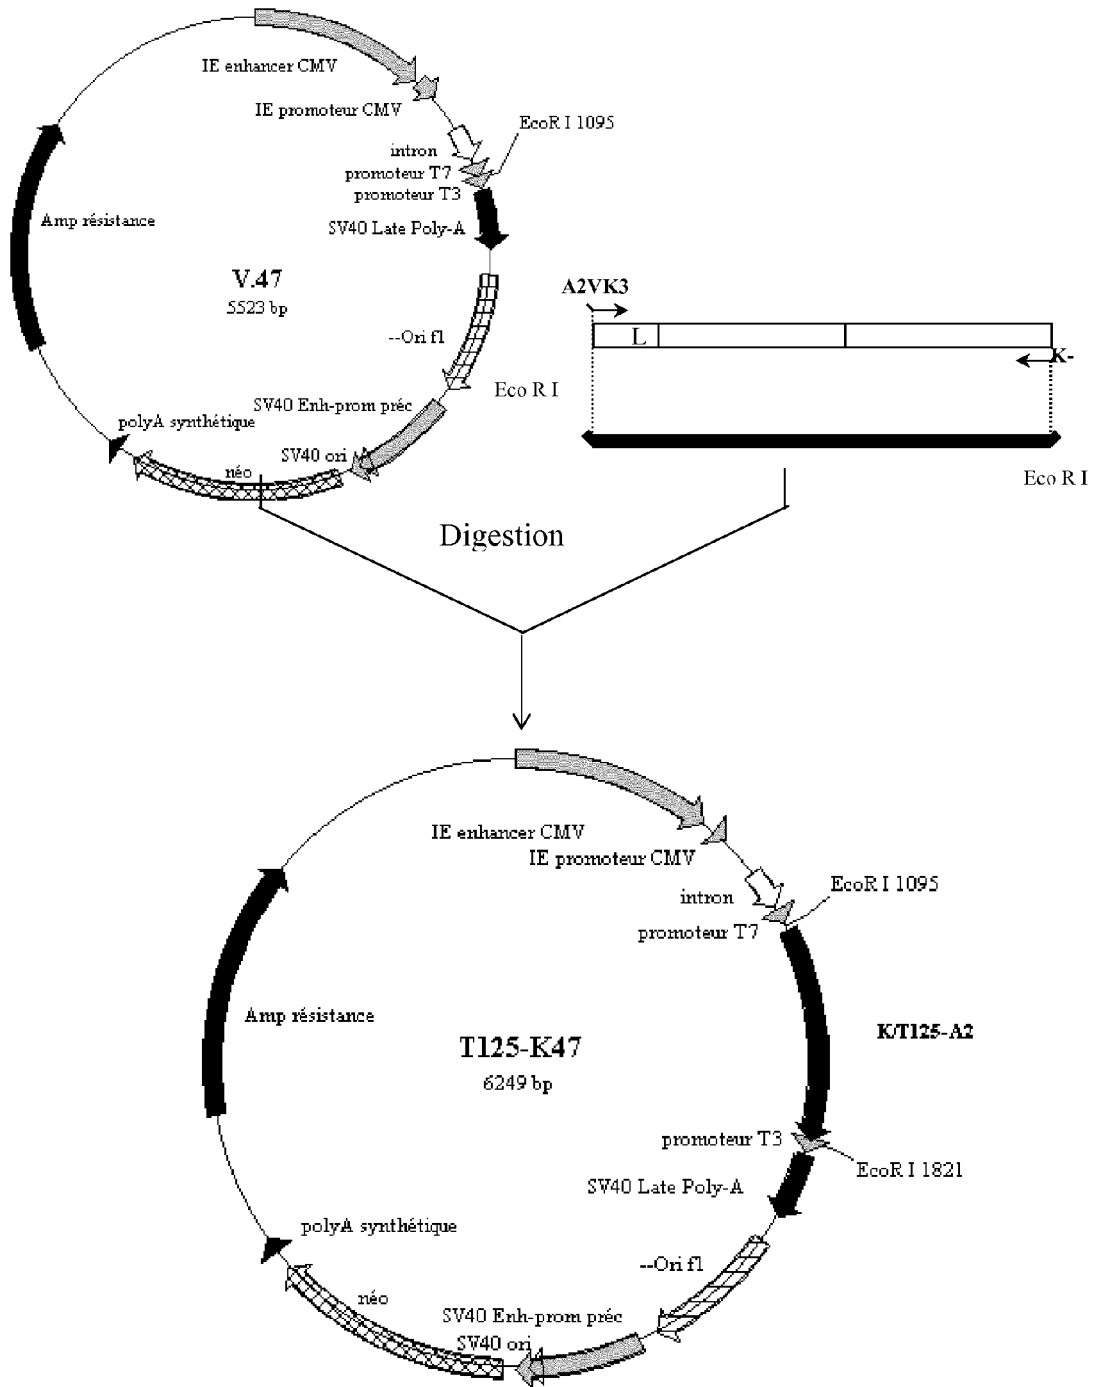 IE enhancer CMV
IE promoteur CMV
EcoR I 1095
intron
promoteur T7
promoteur T3
Amp résistance
SV40 Late Poly-A
V.47
5523 bp
--Ori f1
SV40 Enh-prom préc
polyA synthétique
SV40 ori
néo
A2VK3
L
K-
Eco R I
Eco R I
Digestion
IE enhancer CMV
IE promoteur CMV
intron
EcoR I 1095
promoteur T7
Amp résistance
T125-K47
6249 bp
K/T125-A2
promoteur T3
EcoR I 1821
SV40 Late Poly-A
polyA synthétique
--Ori f1
néo
SV40 Enh-prom préc
SV40 ori